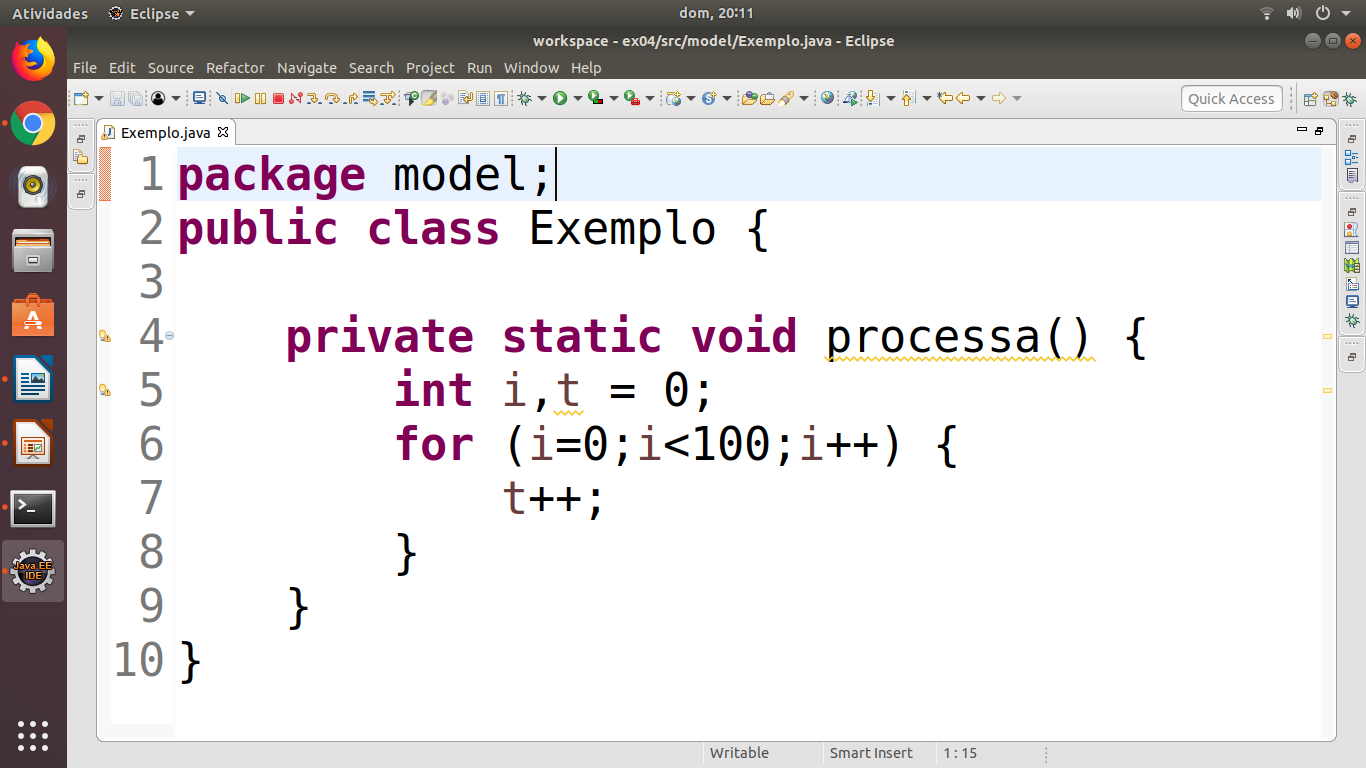 Atividades Eclipse dom, 20:11
workspace - ex04/src/model/Exemplo.java - Eclipse
File Edit Source Refactor Navigate Search Project Run Window Help
Quick Access
Exemplo.java
1 package model;
2 public class Exemplo {
3
4 private static void processa() {
5 int i,t = 0;
6 for (i=0;i<100;i++) {
7 t++;
8 }
9 }
10 }
Java EE
IDE
Writable Smart Insert 1 : 15